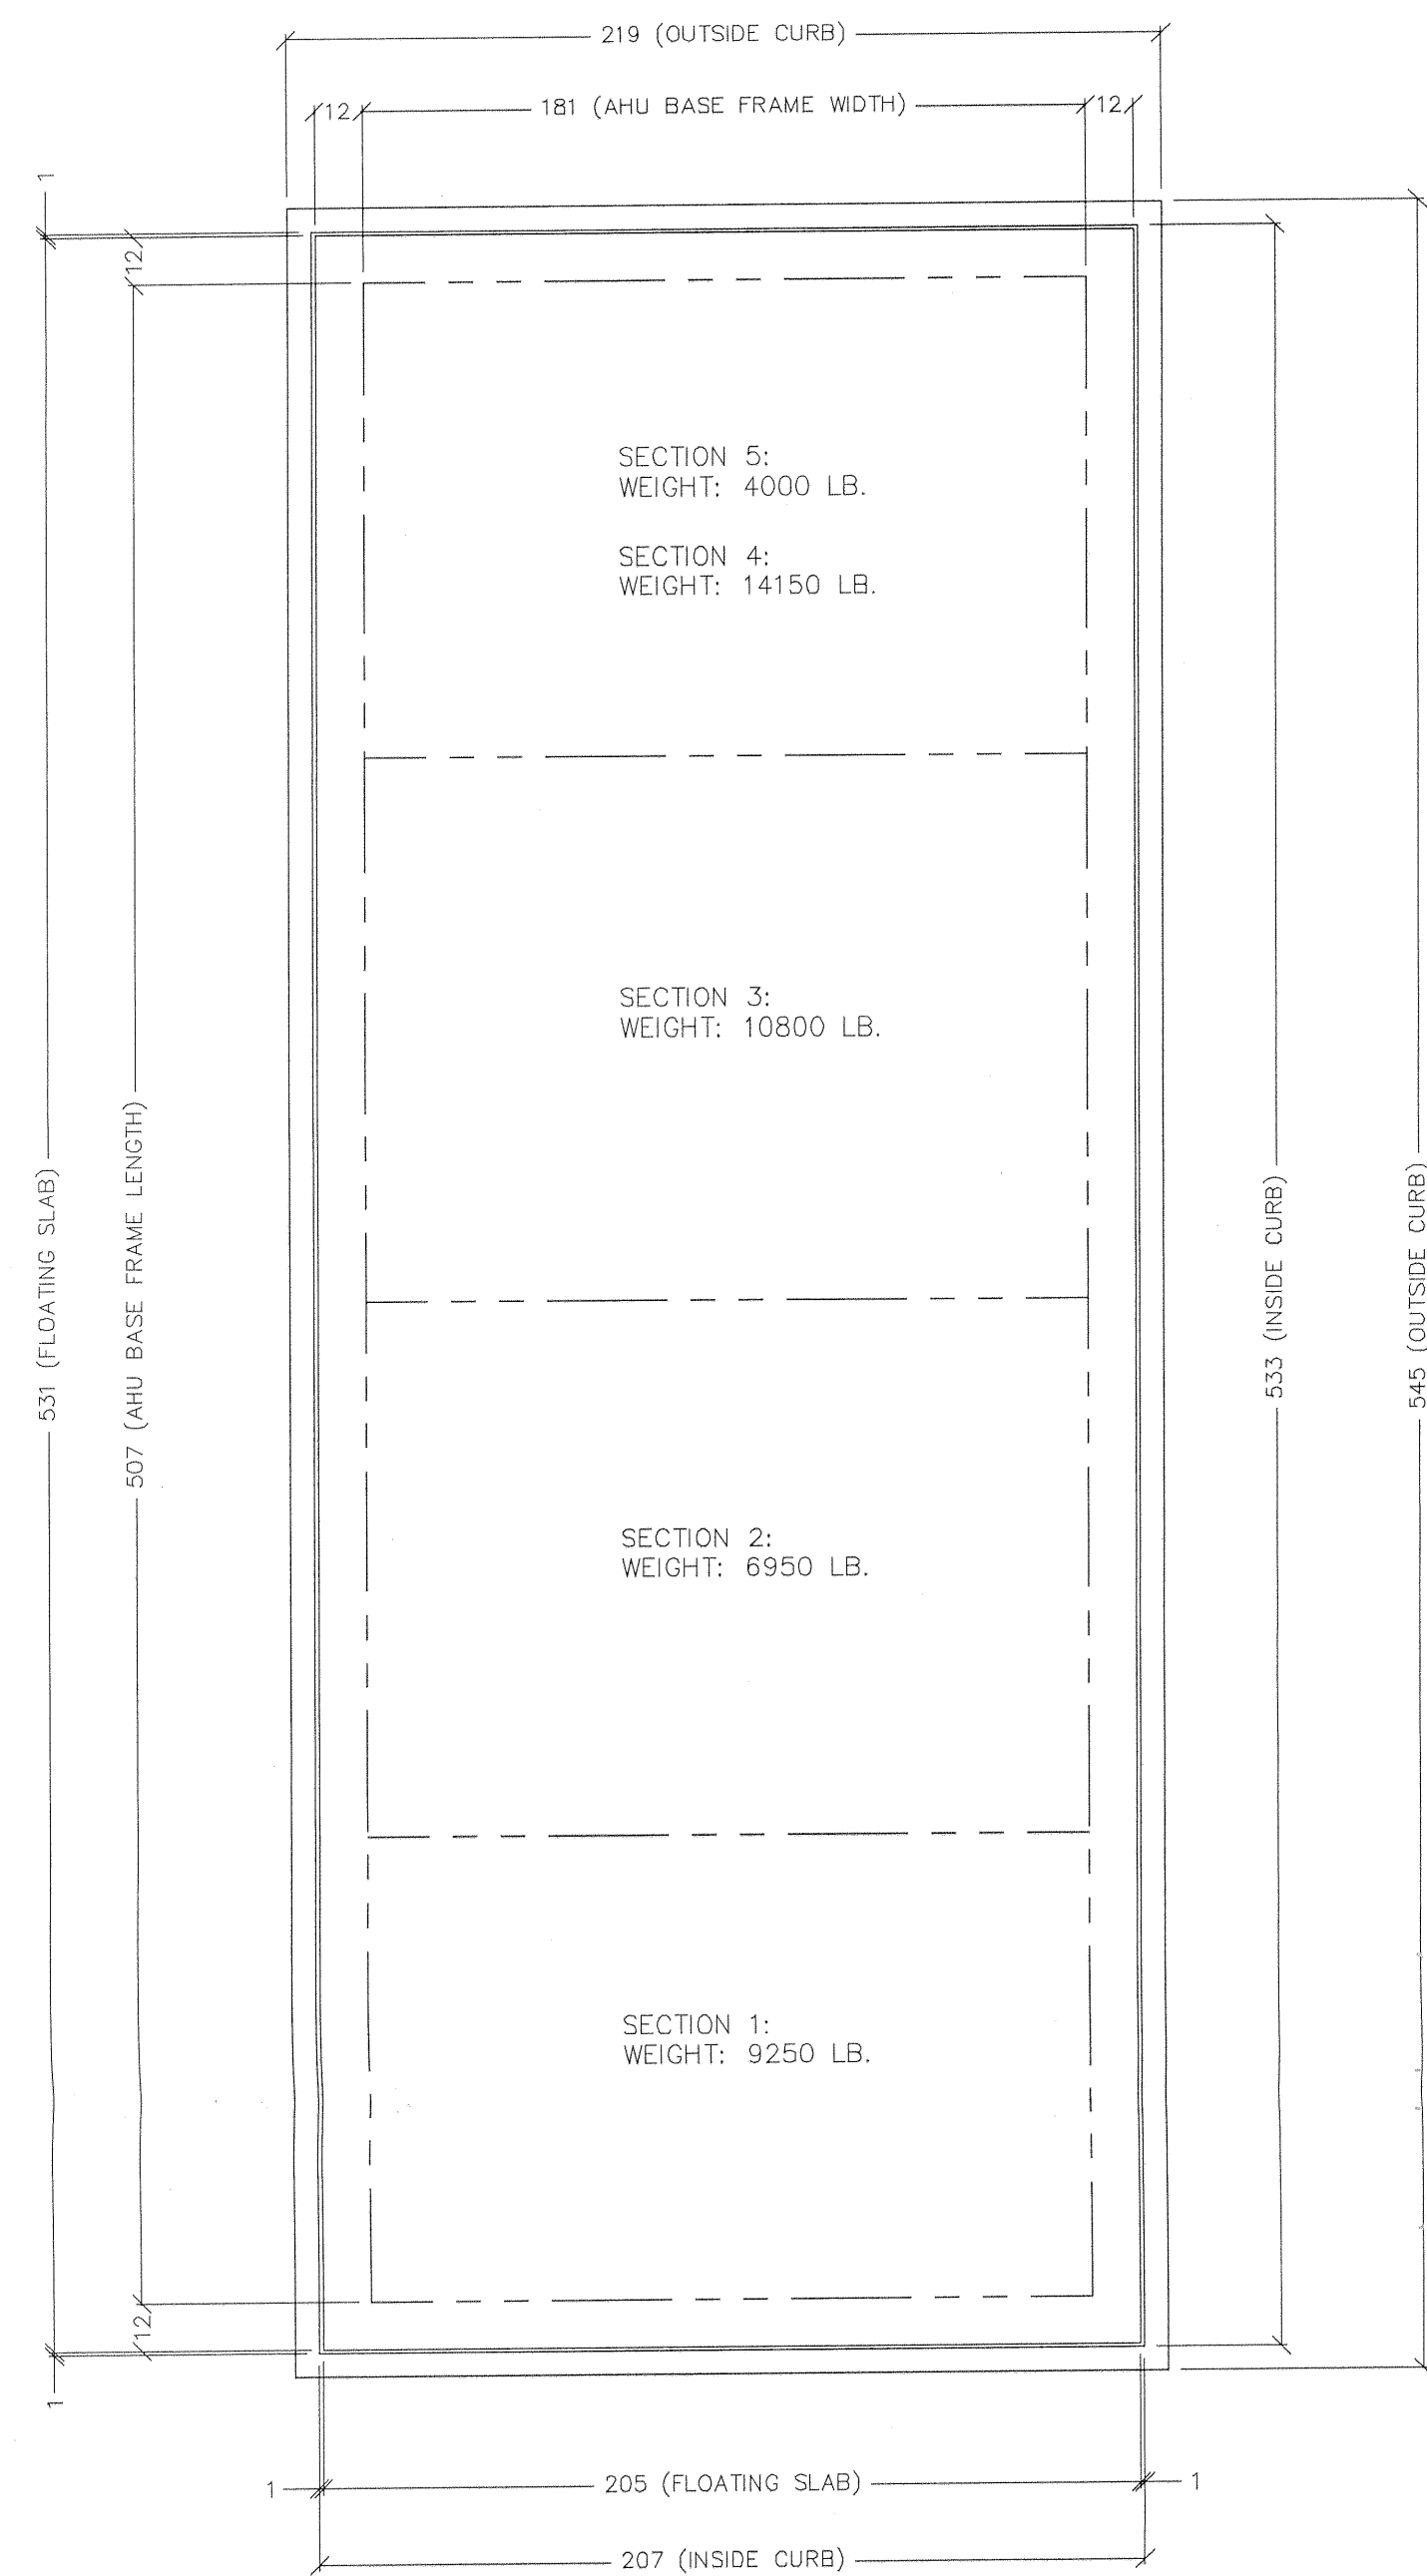 219 (OUTSIDE CURB)
12
181 (AHU BASE FRAME WIDTH)
12
1
12
SECTION 5:
WEIGHT: 4000 LB.
SECTION 4:
WEIGHT: 14150 LB.
SECTION 3:
WEIGHT: 10800 LB.
531 (FLOATING SLAB)
507 (AHU BASE FRAME LENGTH)
533 (INSIDE CURB)
545 (OUTSIDE CURB)
SECTION 2:
WEIGHT: 6950 LB.
SECTION 1:
WEIGHT: 9250 LB.
12
1
1
205 (FLOATING SLAB)
1
207 (INSIDE CURB)